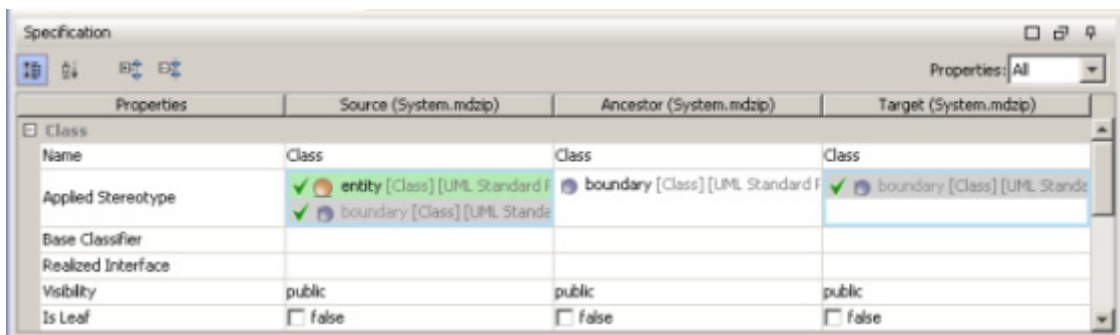 Specification
Properties: All
Properties Source (System.mdzip) Ancestor (System.mdzip) Target (System.mdzip)
Class
Name Class Class Class
Applied Stereotype entity [Class] [UML Standard P boundary [Class] [UML Standard P boundary [Class] [UML Standa
boundary [Class] [UML Standa
Base Classifier
Realized Interface
Visibility public public public
Is Leaf false false false